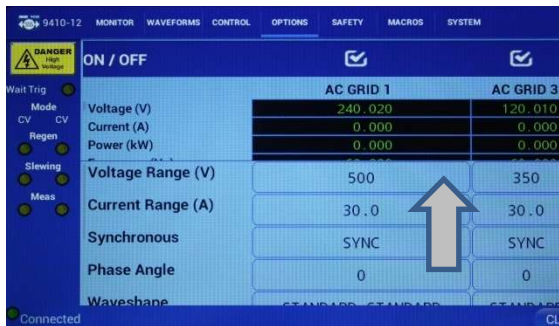 9410-12 MONITOR WAVEFORMS CONTROL OPTIONS SAFETY MACROS SYSTEM
DANGER
High
Voltage
ON / OFF
Wait Trig
AC GRID 1 AC GRID 3
Mode
CV CV
Voltage (V) 240.020 120.010
Current (A) 0.000 0.000
Regen
Power (kW) 0.000 0.000
Slewing
Voltage Range (V) 500 350
Meas
Current Range (A) 30.0 30.0
Synchronous SYNC SYNC
Phase Angle 0 0
Waveshape STANDARD STANDARD
Connected